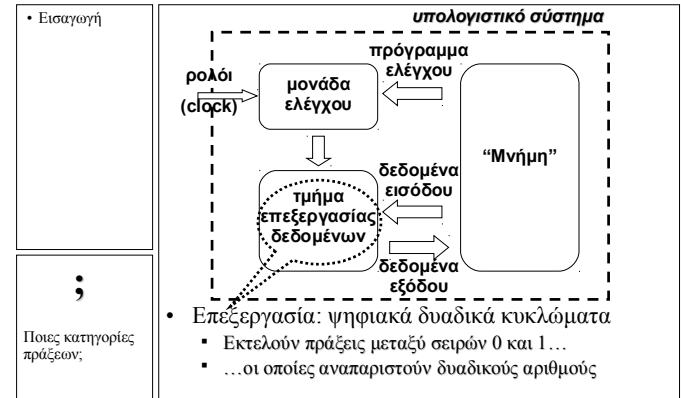 • Εισαγωγή
;
Ποιες κατηγορίες
πράξεων;
υπολογιστικό σύστημα
ρολόι
(clock)
μονάδα
ελέγχου
πρόγραμμα
ελέγχου
“Μνήμη”
τμήμα
επεξεργασίας
δεδομένων
δεδομένα
εισόδου
δεδομένα
εξόδου
• Επεξεργασία: ψηφιακά δυαδικά κυκλώματα
▪ Εκτελούν πράξεις μεταξύ σειρών 0 και 1…
▪ …οι οποίες αναπαριστούν δυαδικούς αριθμούς